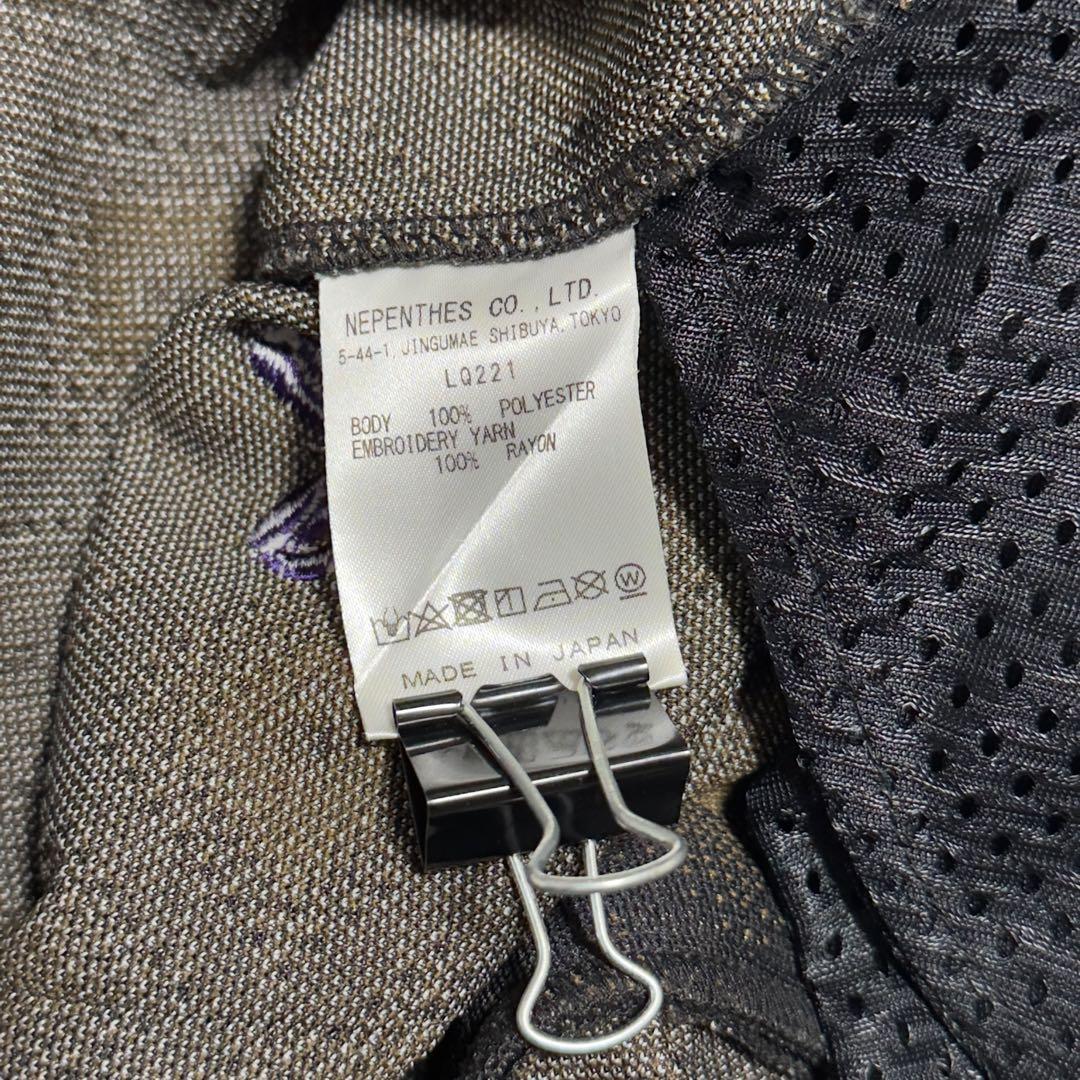 NEPENTHES CO.,LTD.
5-44-1,JINGUMAE SHIBUYA,TOKYO
LQ221
BODY 100% POLYESTER
EMBROIDERY YARN
100% RAYON
W
MADE IN JAPAN